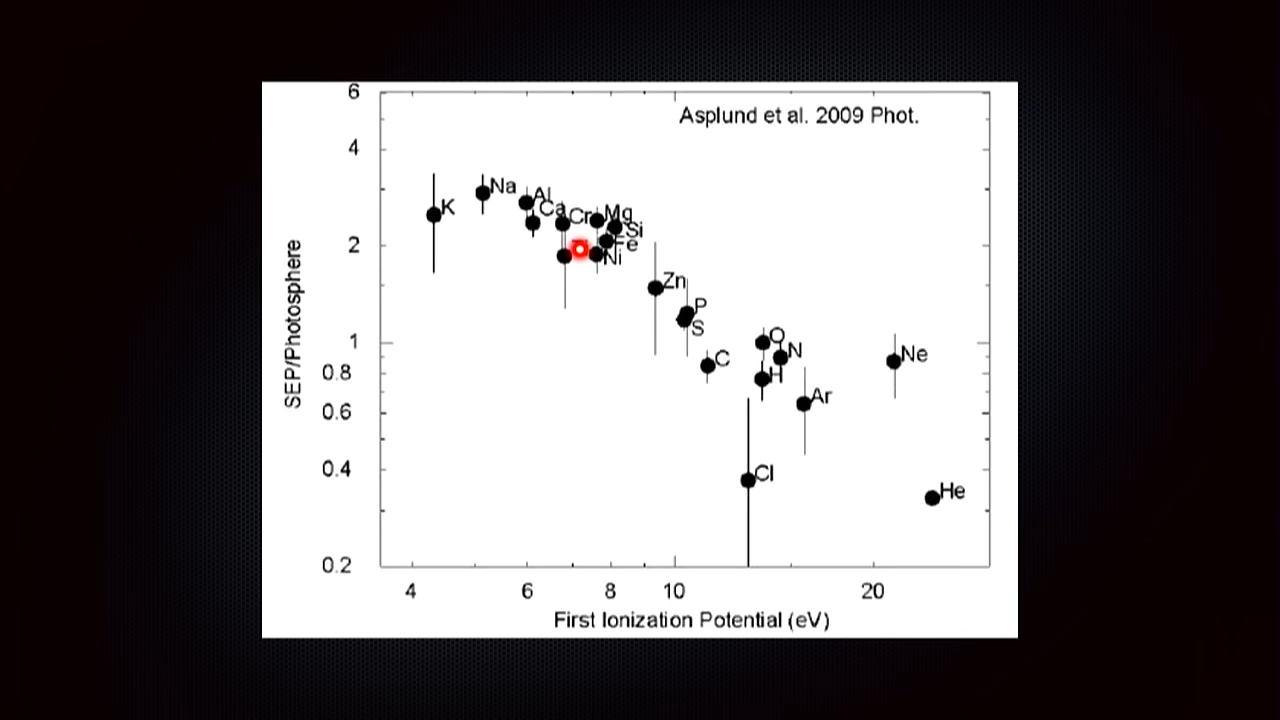 6
Asplund et al. 2009 Phot.
4
Na
Al
K
Ca
Cr
Mg
Si
2
Fe
Ni
Zn
P
S
1
O
N
C
Ne
0.8
H
Ar
0.6
0.4
Cl
He
0.2
SEP/Photosphere
4 6 8 10 20
First Ionization Potential (eV)